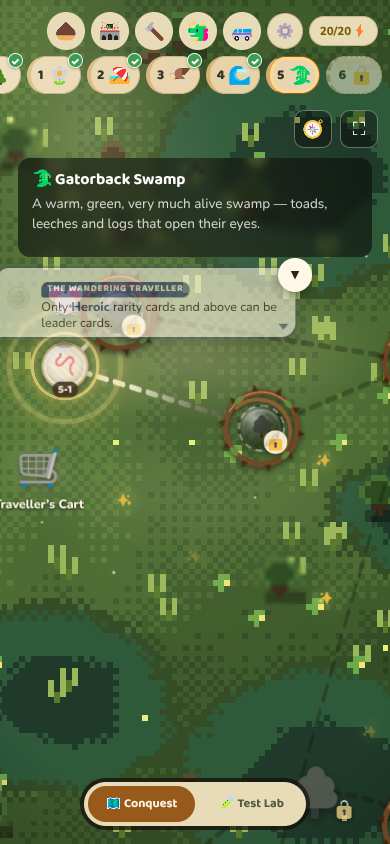 20/20
1
2
3
4
5
6
Gatorback Swamp
A warm, green, very much alive swamp — toads,
leeches and logs that open their eyes.
THE WANDERING TRAVELLER
Only Heroic rarity cards and above can be
leader cards.
5-1
Traveller's Cart
Conquest
Test Lab
1